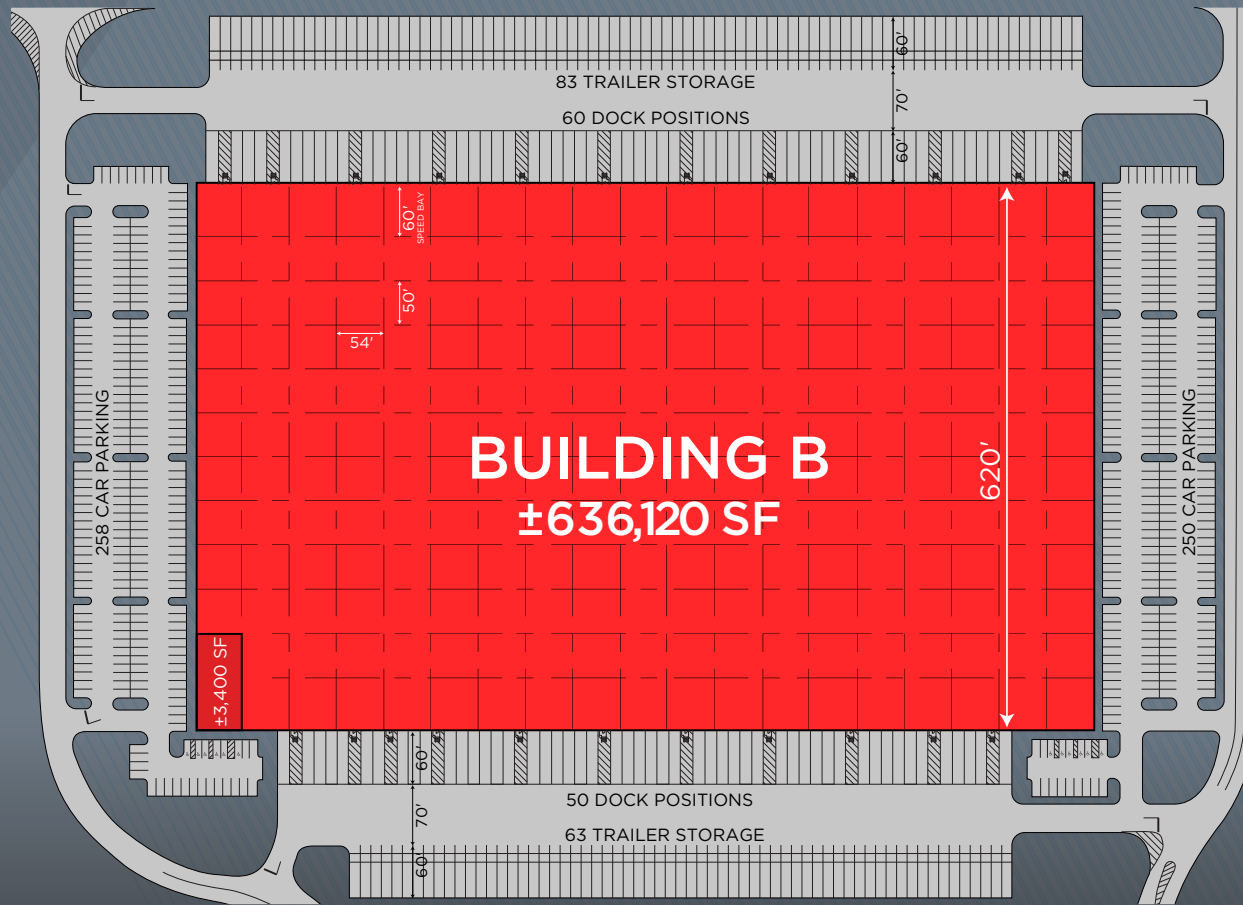 60'
83 TRAILER STORAGE
70'
60 DOCK POSITIONS
60'
60'
SPEED BAY
50'
54'
258 CAR PARKING
BUILDING B
±636,120 SF
620'
250 CAR PARKING
±3,400 SF
60'
50 DOCK POSITIONS
70'
63 TRAILER STORAGE
60'